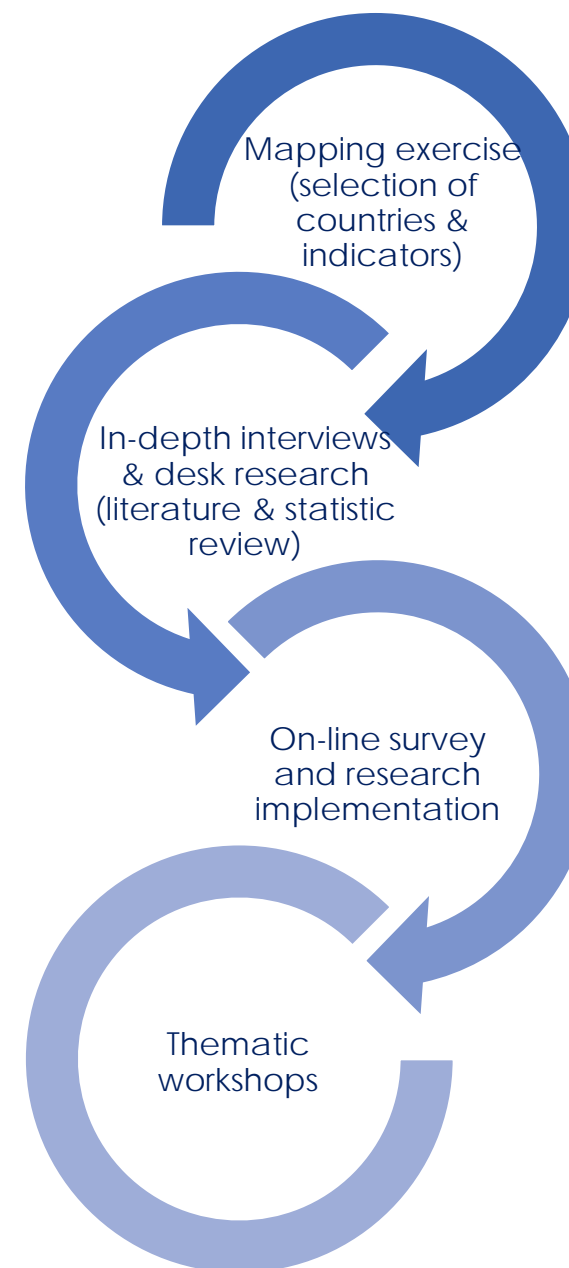 Mapping exercise
(selection of
countries &
indicators)
In-depth interviews
& desk research
(literature & statistic
review)
On-line survey
and research
implementation
Thematic
workshops